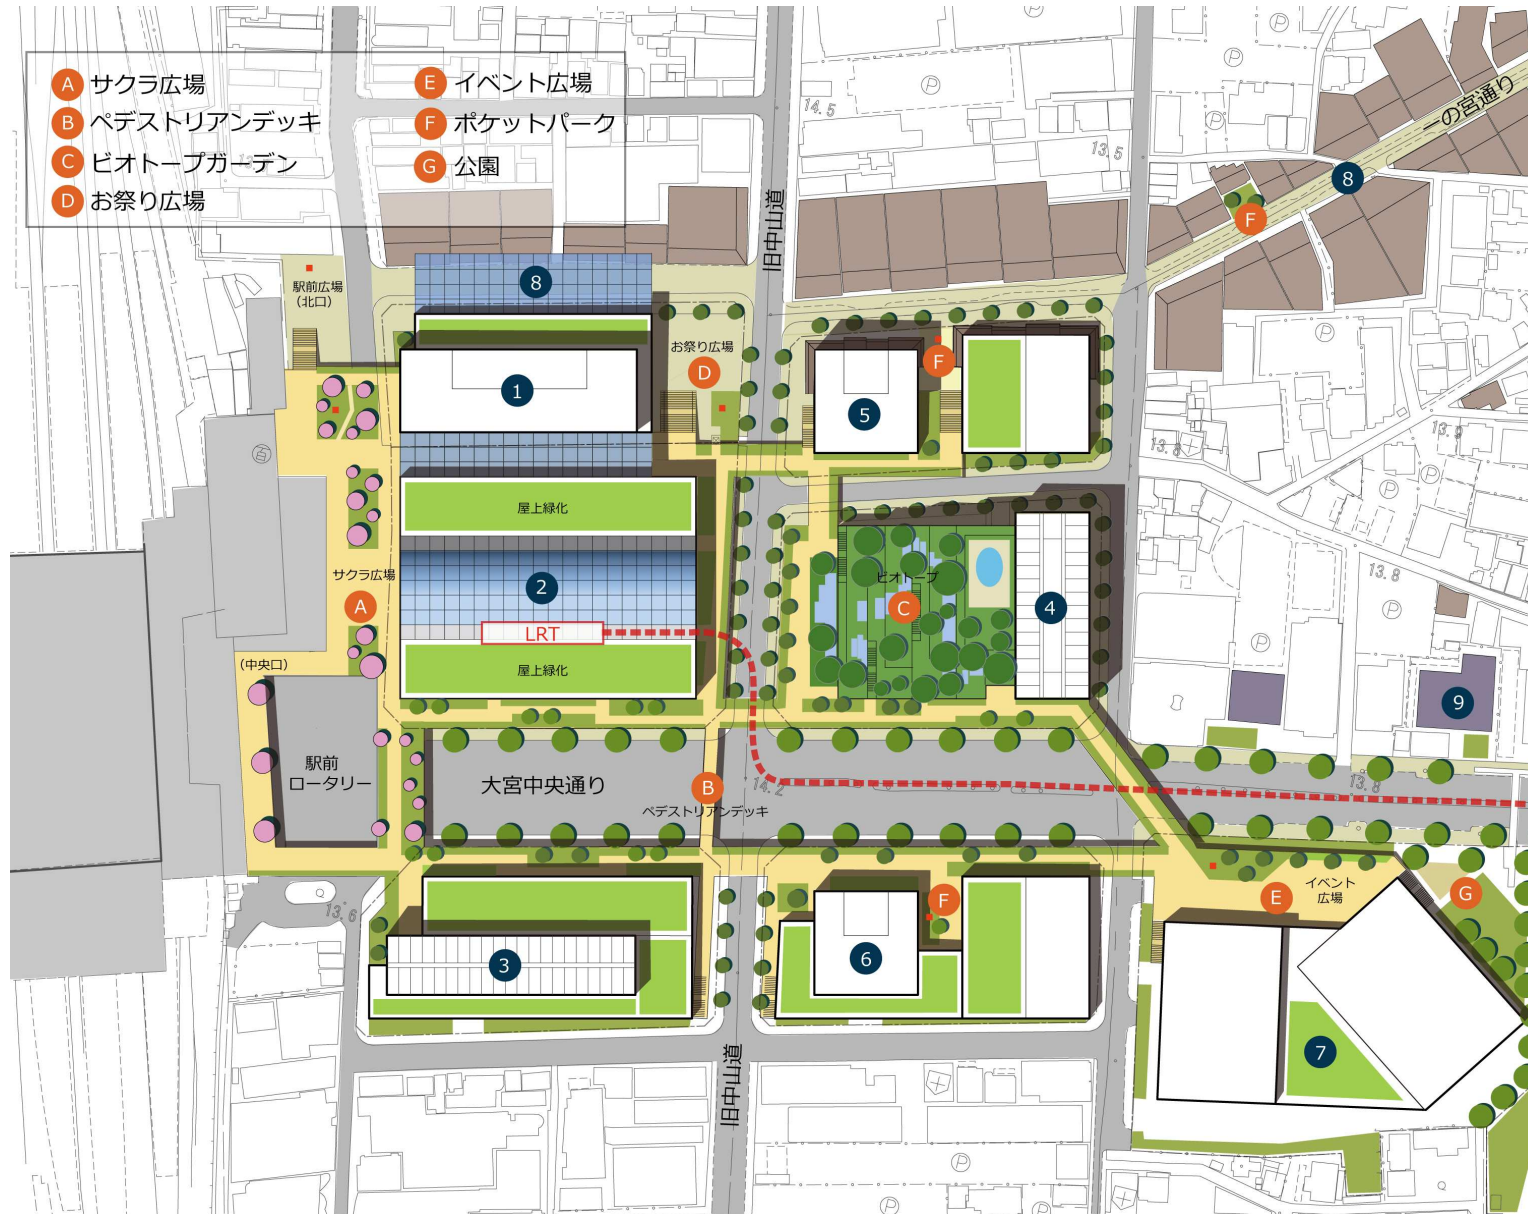 A サクラ広場
B ペデストリアンデッキ
C ビオトープガーデン
D お祭り広場
E イベント広場
F ポケットパーク
G 公園
P
14.5
P
P
13.5
一の宮通り
8
F
P
旧中山道
駅前広場
(北口)
8
お祭り広場
D
1
5
F
13.9
13.8
P
P
屋上緑化
サクラ広場
A
2
LRT
屋上緑化
ビオトープ
C
4
13.8
P
P
9
(中央口)
駅前
ロータリー
大宮中央通り
B
ペデストリアンデッキ
14.2
13.8
13.6
3
6
F
E
イベント
広場
G
7
旧中山道
P
P